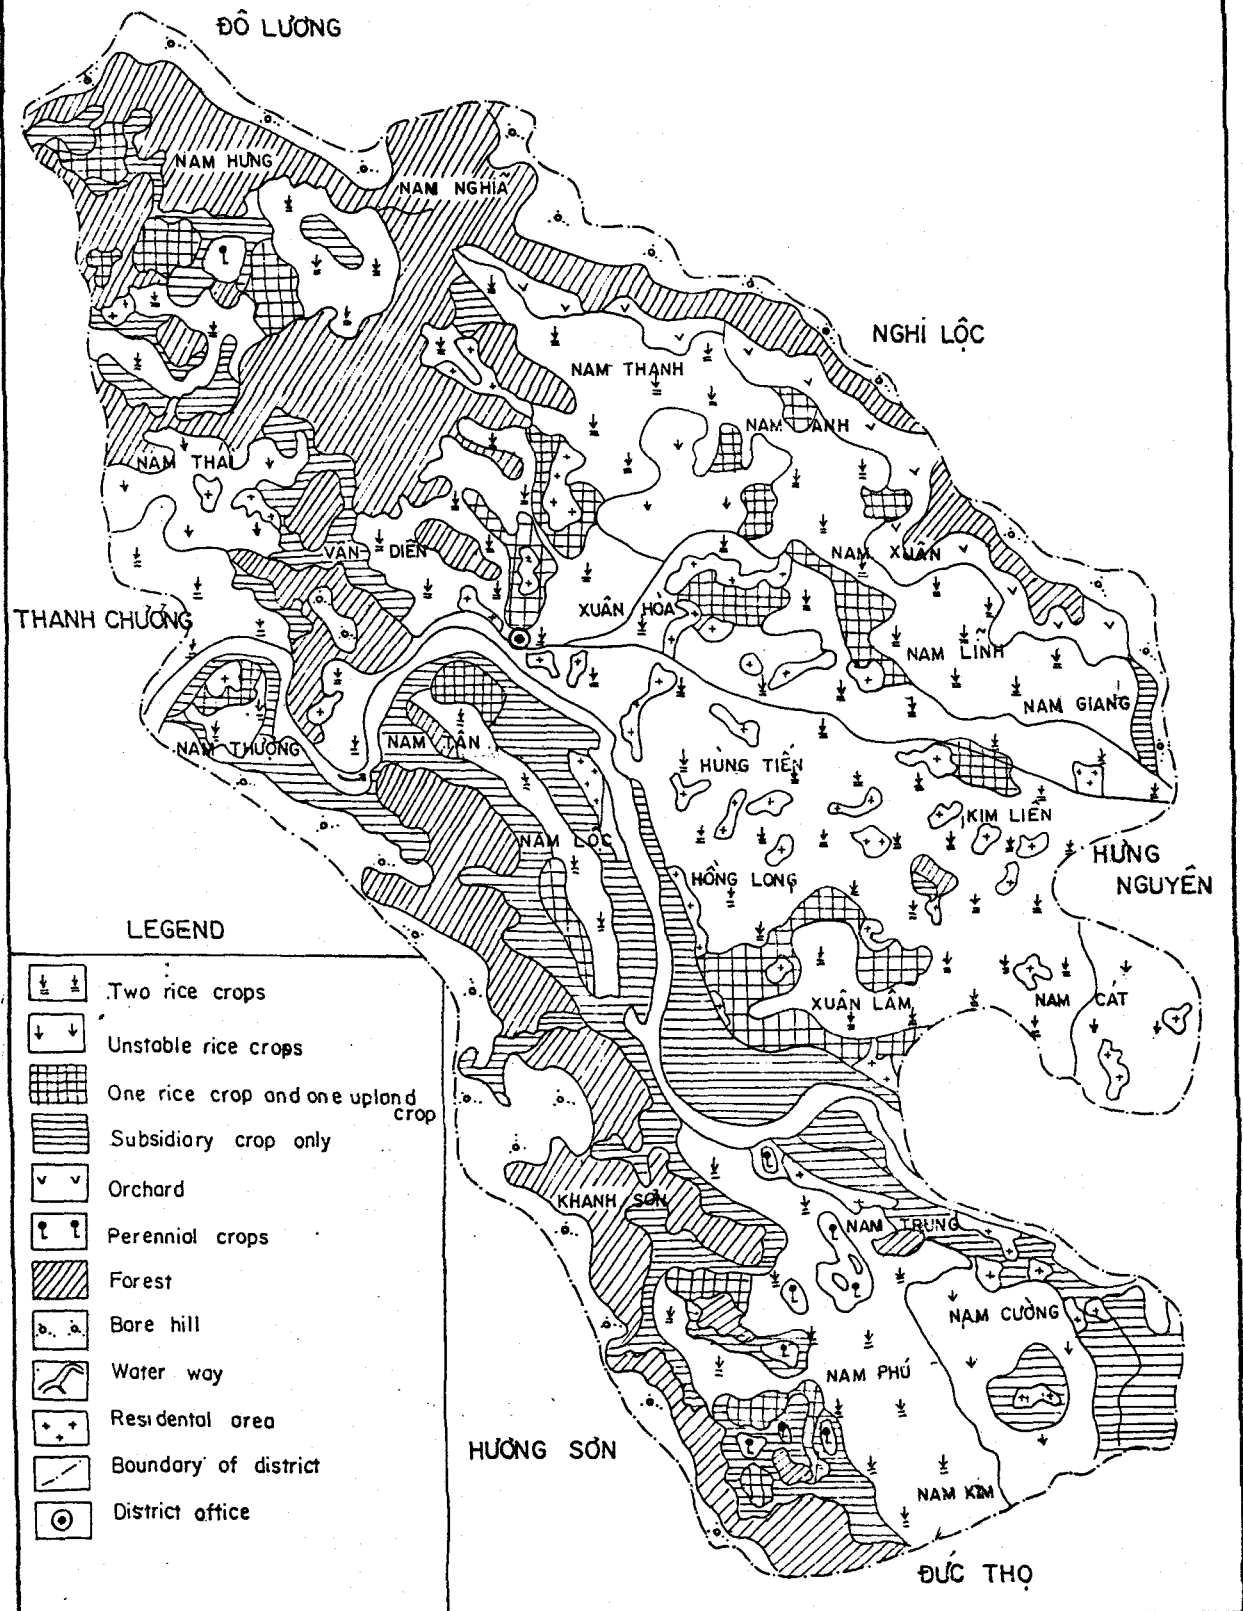 ĐÔ LƯƠNG
NAM HƯNG
NAM NGHIÃ
NGHI LỘC
NAM THANH
NAM ANH
NAM THÁI
VÂN DIÊN
NAM XUÂN
THANH CHƯƠNG
XUÂN HÒA
NAM LĨNH
NAM GIANG
NAM THƯỢNG
NAM TÂN
HÙNG TIẾN
KIM LIÊN
NAM LỘC
HỒNG LONG
HƯNG
NGUYÊN
XUÂN LÂM
NAM CÁT
KHANH SƠN
NAM TRUNG
NAM CƯỜNG
NAM PHÚ
HƯƠNG SƠN
NAM KIM
ĐỨC THỌ
LEGEND
Two rice crops
Unstable rice crops
One rice crop and one upland
crop
Subsidiary crop only
Orchard
Perennial crops
Forest
Bare hill
Water way
Residental area
Boundary of district
District office